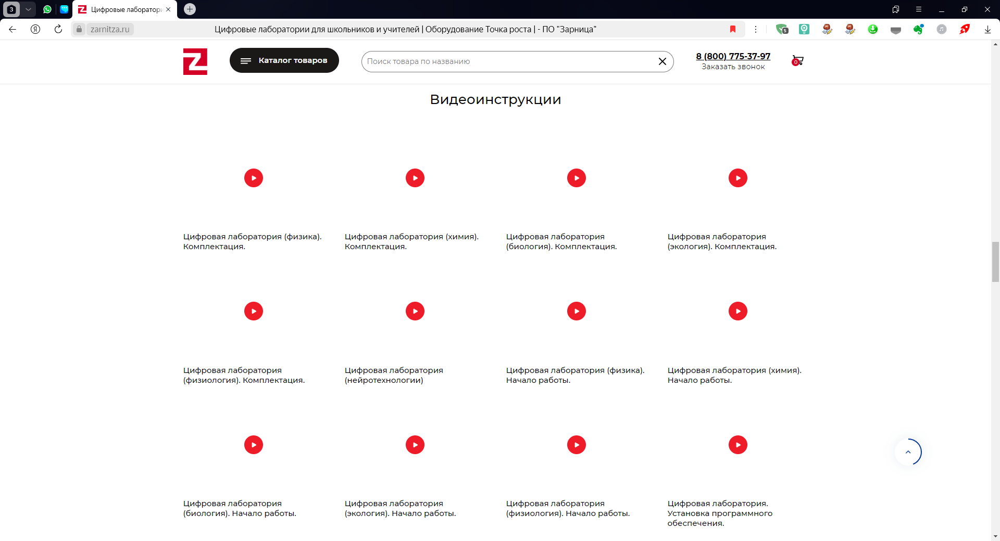 3
Цифровые лаборатори
zarnitza.ru
Цифровые лаборатории для школьников и учителей | Оборудование Точка роста | - ПО "Зарница"
5
Каталог товаров
Поиск товара по названию
8 (800) 775-37-97
Заказать звонок
0
Видеоинструкции
Цифровая лаборатория (физика).
Комплектация.
Цифровая лаборатория (химия).
Комплектация.
Цифровая лаборатория
(биология). Комплектация.
Цифровая лаборатория
(экология). Комплектация.
Цифровая лаборатория
(физиология). Комплектация.
Цифровая лаборатория
(нейротехнологии)
Цифровая лаборатория (физика).
Начало работы.
Цифровая лаборатория (химия).
Начало работы.
Цифровая лаборатория
(биология). Начало работы.
Цифровая лаборатория
(экология). Начало работы.
Цифровая лаборатория
(физиология). Начало работы.
Цифровая лаборатория.
Установка программного
обеспечения.